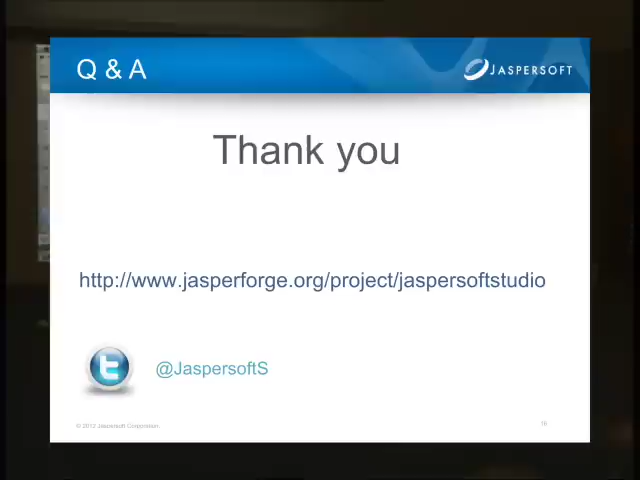 Q & A
JASPERSOFT
Thank you
http://www.jasperforge.org/project/jaspersoftstudio
@JaspersoftS
© 2012 Jaspersoft Corporation.